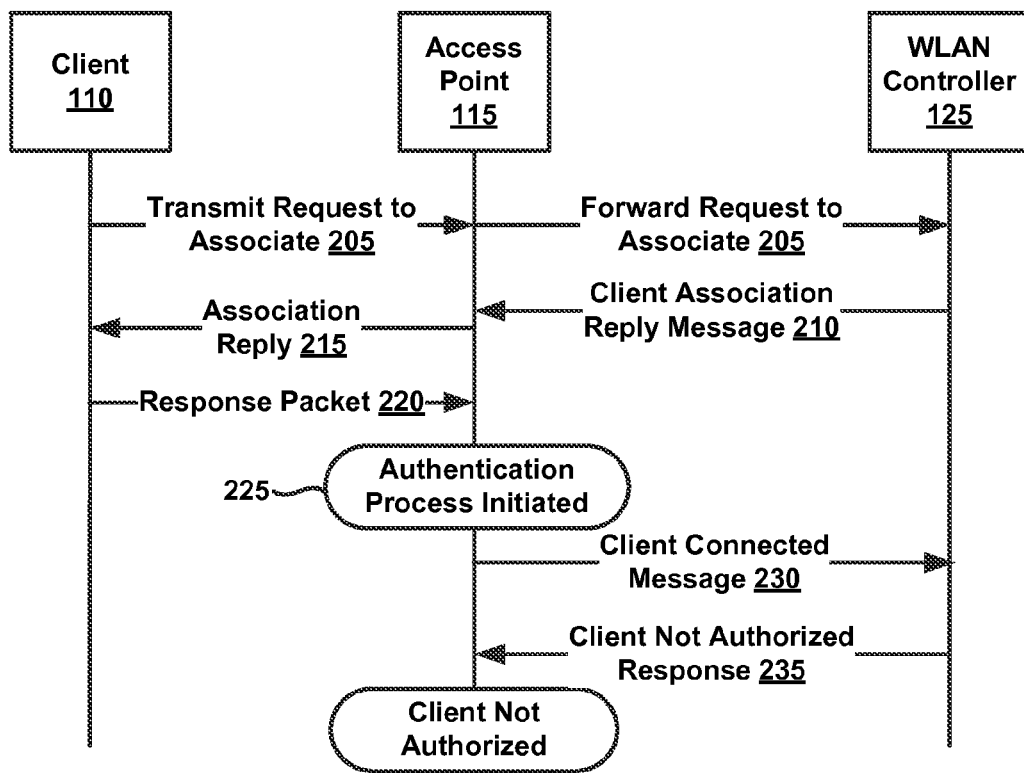 Client
110
Access
Point
115
WLAN
Controller
125
Transmit Request to
Associate 205
Forward Request to
Associate 205
Client Association
Reply Message 210
Association
Reply 215
Response Packet 220
Authentication
Process Initiated
225
Client Connected
Message 230
Client Not Authorized
Response 235
Client Not
Authorized